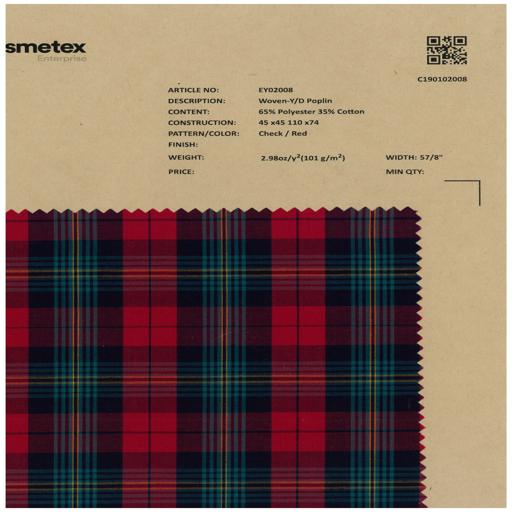 smetex
Enterprise
C190102008
ARTICLE NO: EY02008
DESCRIPTION: Woven-Y/D Poplin
CONTENT: 65% Polyester 35% Cotton
CONSTRUCTION: 45 x45 110 x74
PATTERN/COLOR: Check / Red
FINISH:
WEIGHT: 2.98oz/y²(101 g/m²) WIDTH: 57/8"
PRICE: MIN QTY: